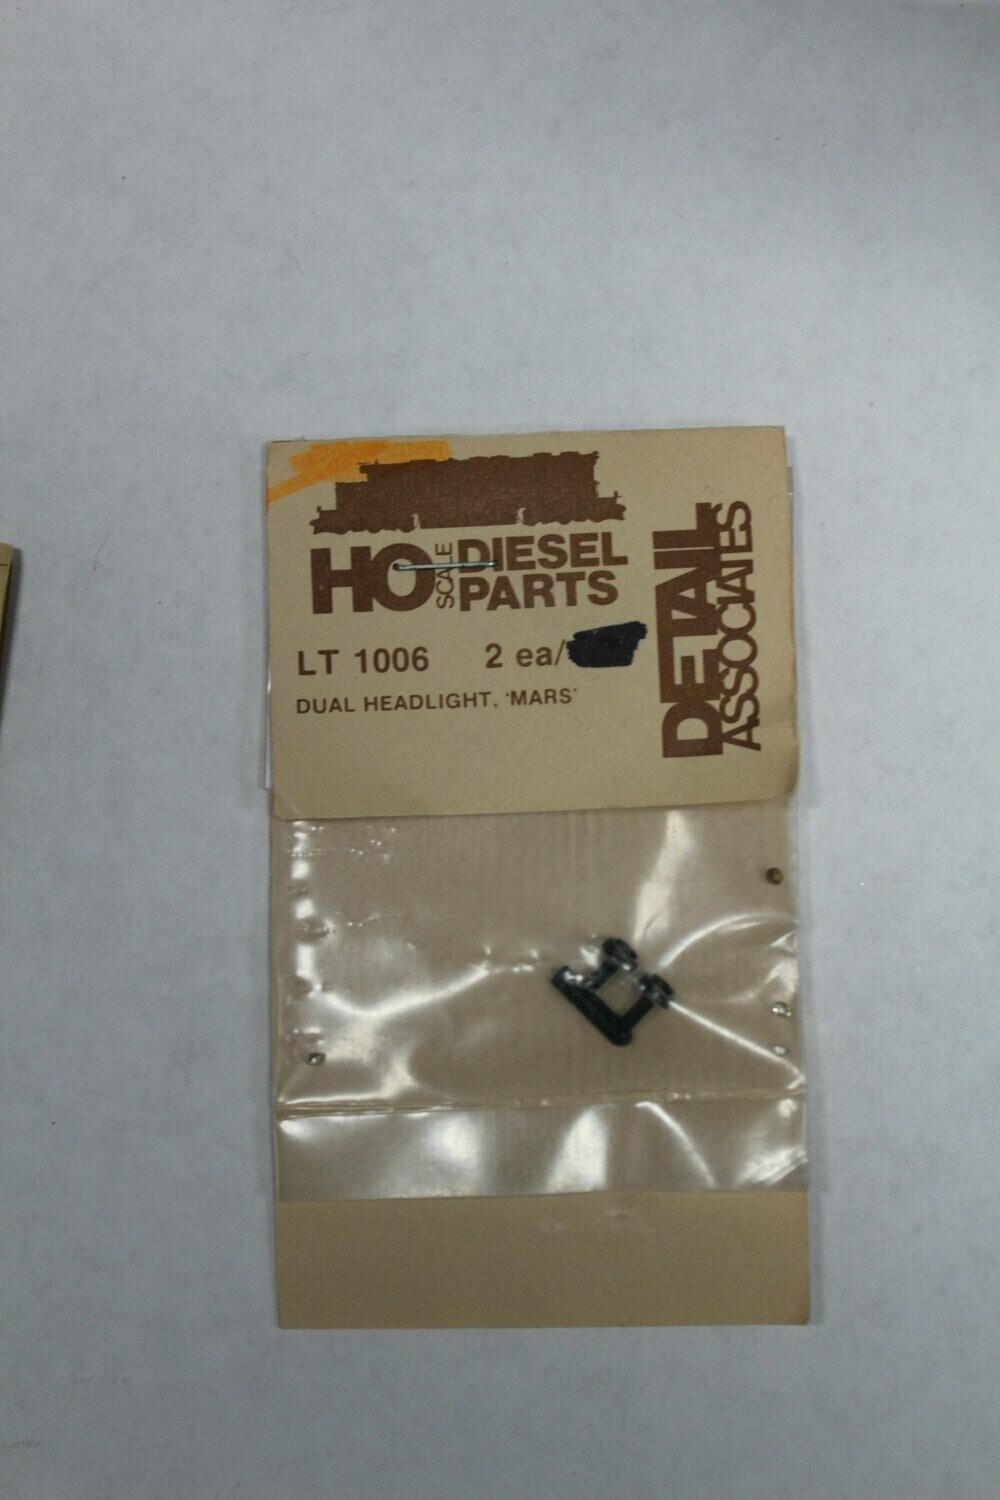 HO SCALE DIESEL PARTS
LT 1006 2 ea/
DUAL HEADLIGHT, 'MARS'
DETAIL
ASSOCIATES